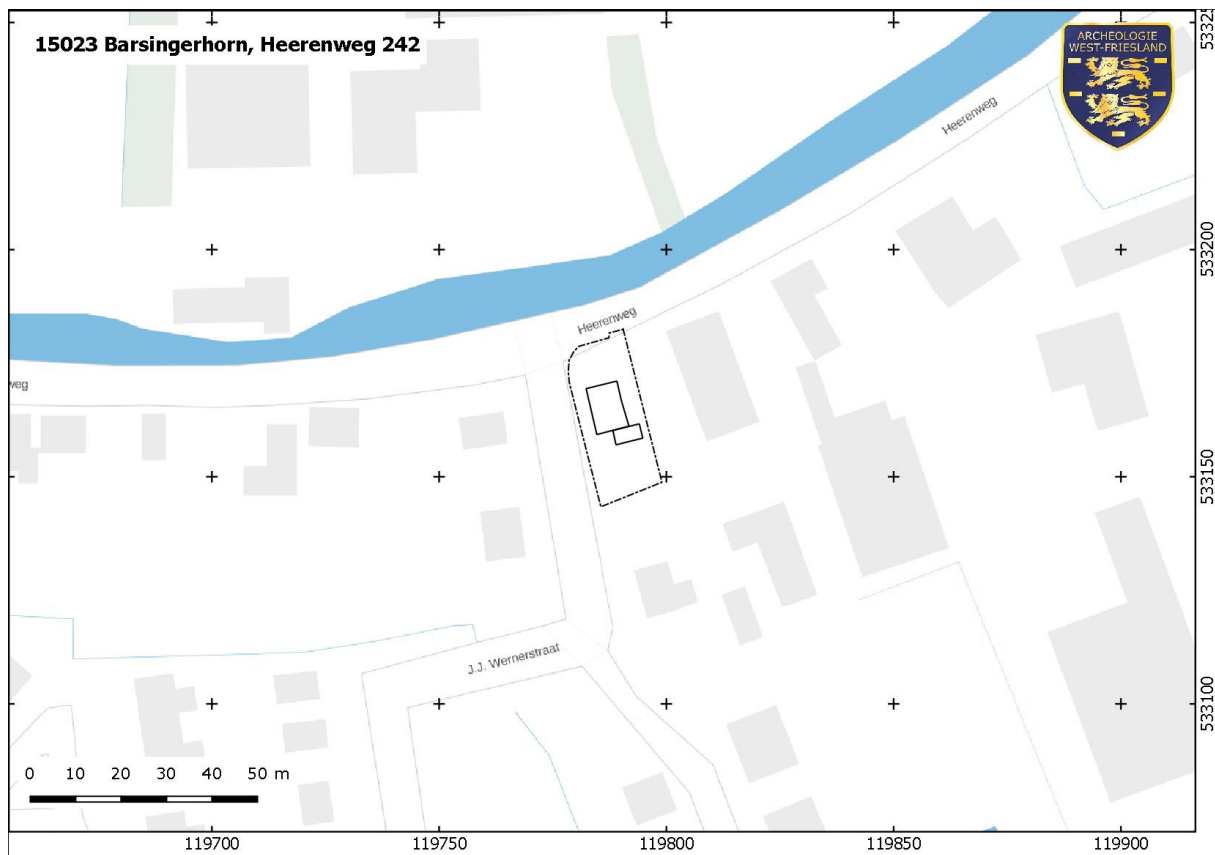 15023 Barsingerhorn, Heerenweg 242
ARCHEOLOGIE
WEST-FRIESLAND
Heerenweg
533200
Heerenweg
weg
533150
J.J. Wernerstraat
533100
0 10 20 30 40 50 m
119700 119750 119800 119850 119900